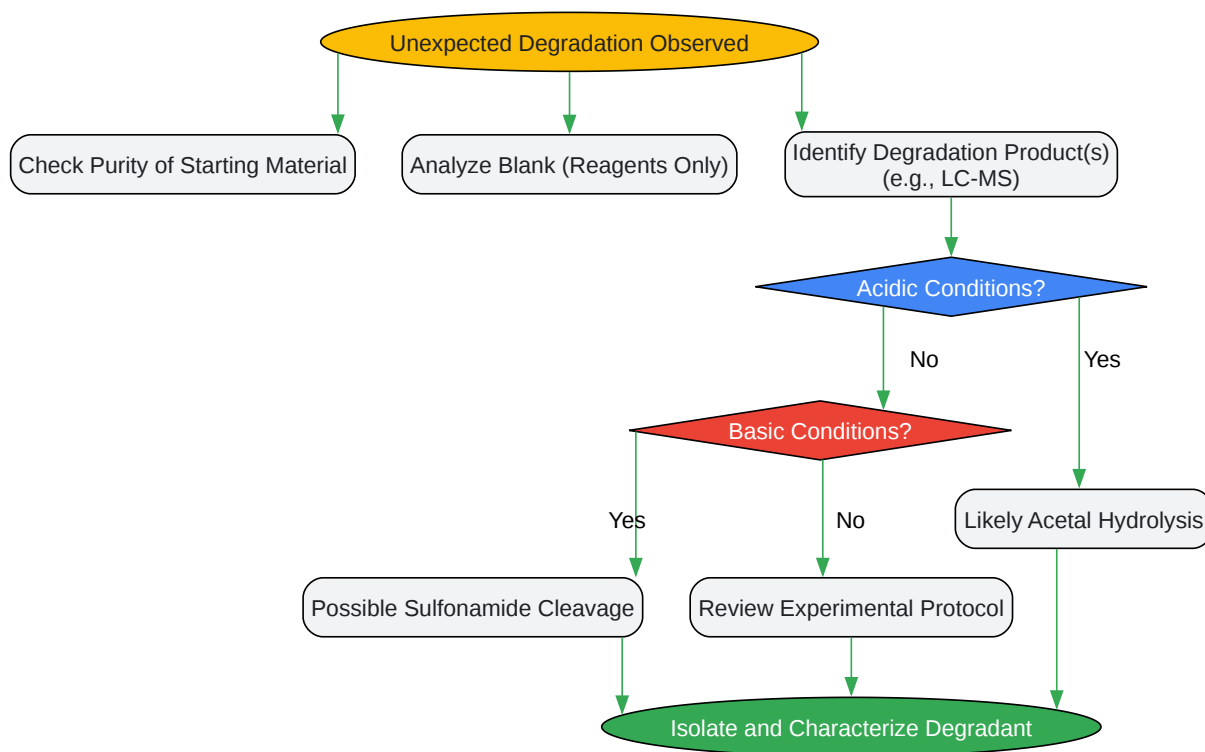 Unexpected Degradation Observed
Check Purity of Starting Material
Analyze Blank (Reagents Only)
Identify Degradation Product(s)
(e.g., LC-MS)
Acidic Conditions?
No
Yes
Basic Conditions?
Yes
No
Likely Acetal Hydrolysis
Possible Sulfonamide Cleavage
Review Experimental Protocol
Isolate and Characterize Degradant